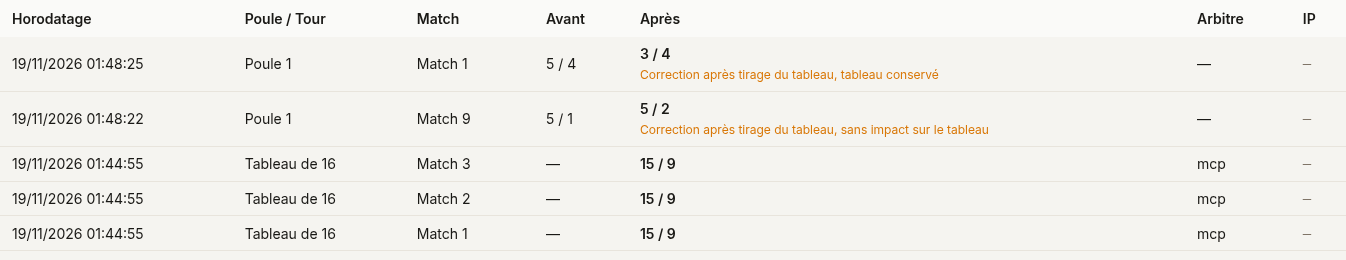 Horodatage Poule / Tour Match Avant Après Arbitre IP
19/11/2026 01:48:25 Poule 1 Match 1 5 / 4 3 / 4 — –
Correction après tirage du tableau, tableau conservé
19/11/2026 01:48:22 Poule 1 Match 9 5 / 1 5 / 2 — –
Correction après tirage du tableau, sans impact sur le tableau
19/11/2026 01:44:55 Tableau de 16 Match 3 — 15 / 9 mcp –
19/11/2026 01:44:55 Tableau de 16 Match 2 — 15 / 9 mcp –
19/11/2026 01:44:55 Tableau de 16 Match 1 — 15 / 9 mcp –